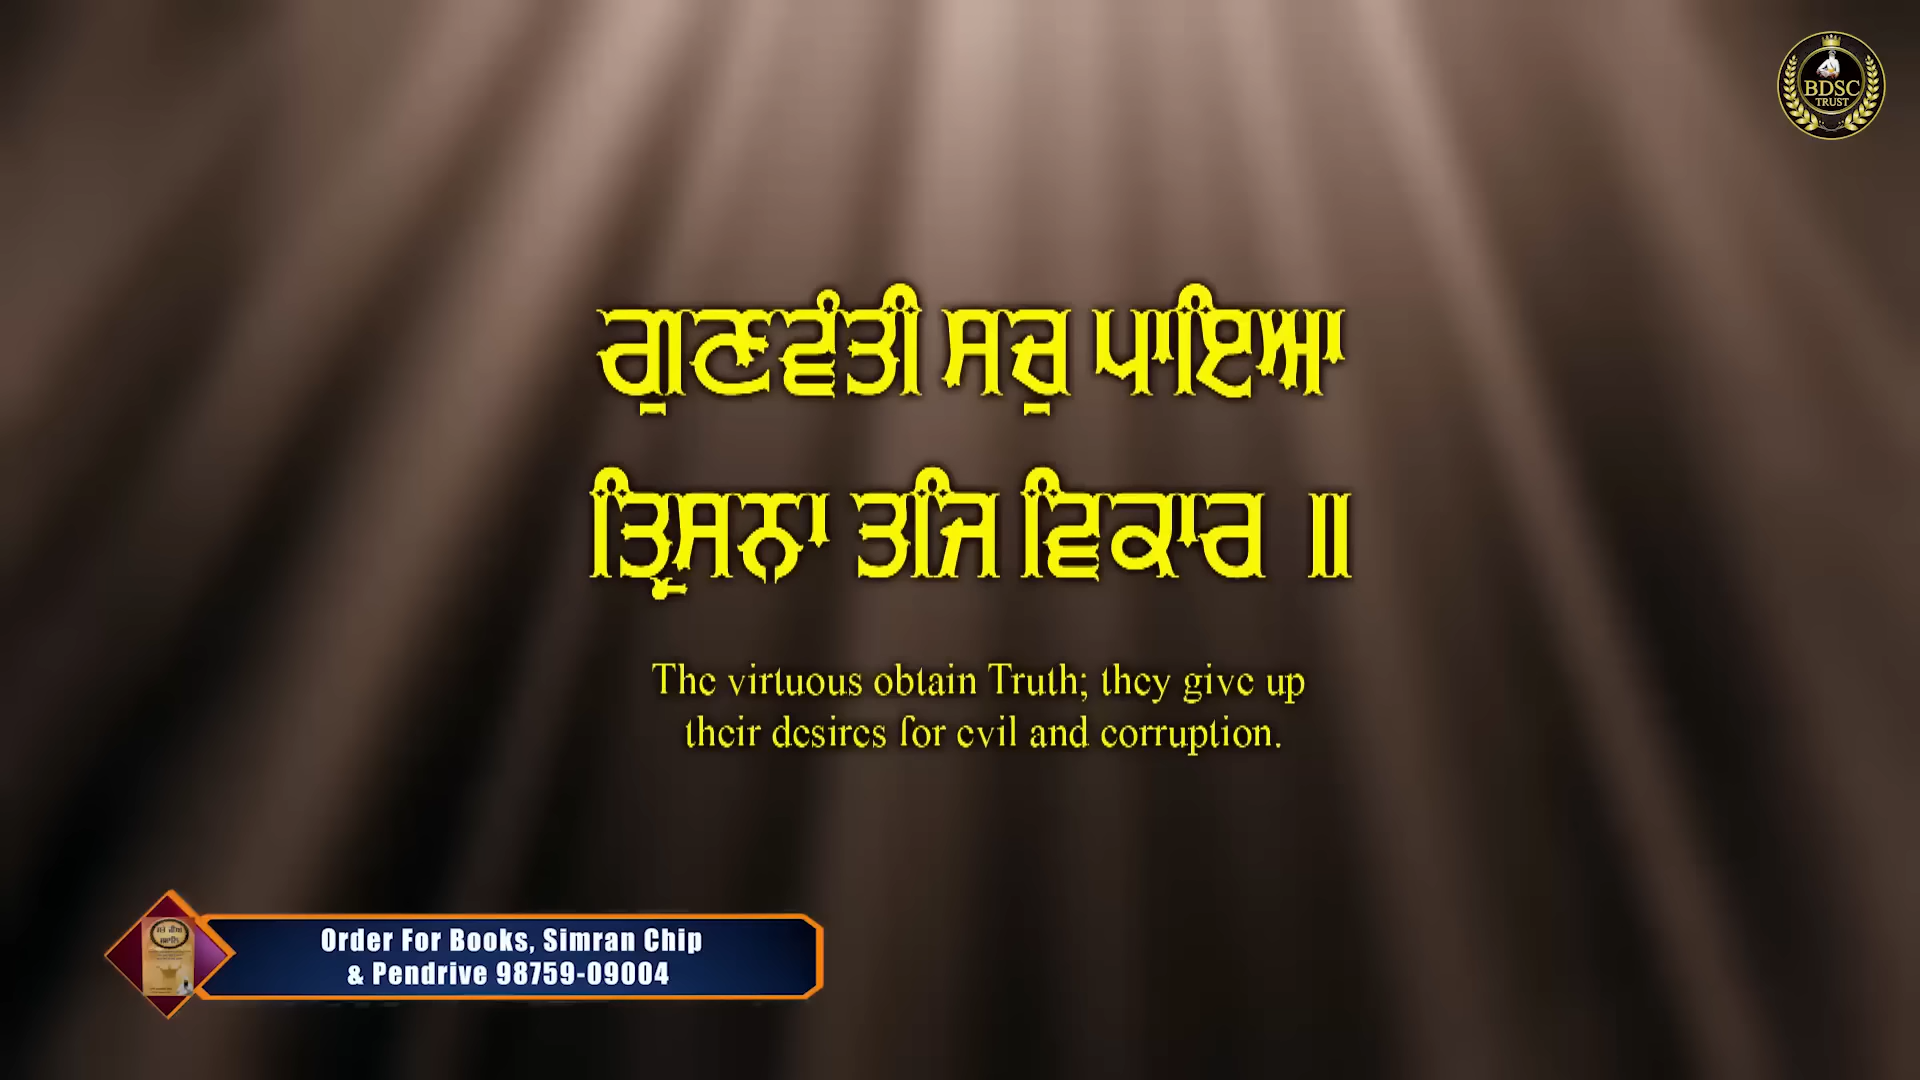 BDSC
TRUST
ਗੁਣਵੰਤੀ ਸਚੁ ਪਾਇਆ
ਤ੍ਰਿਸਨਾ ਤਜਿ ਵਿਕਾਰ ॥
The virtuous obtain Truth; they give up
their desires for evil and corruption.
Order For Books, Simran Chip
& Pendrive 98759-09004